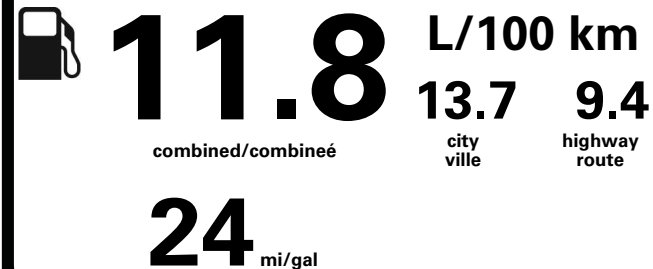 11.8 L/100 km
13.7 9.4
combined/combineé
city highway
ville route
24 mi/gal